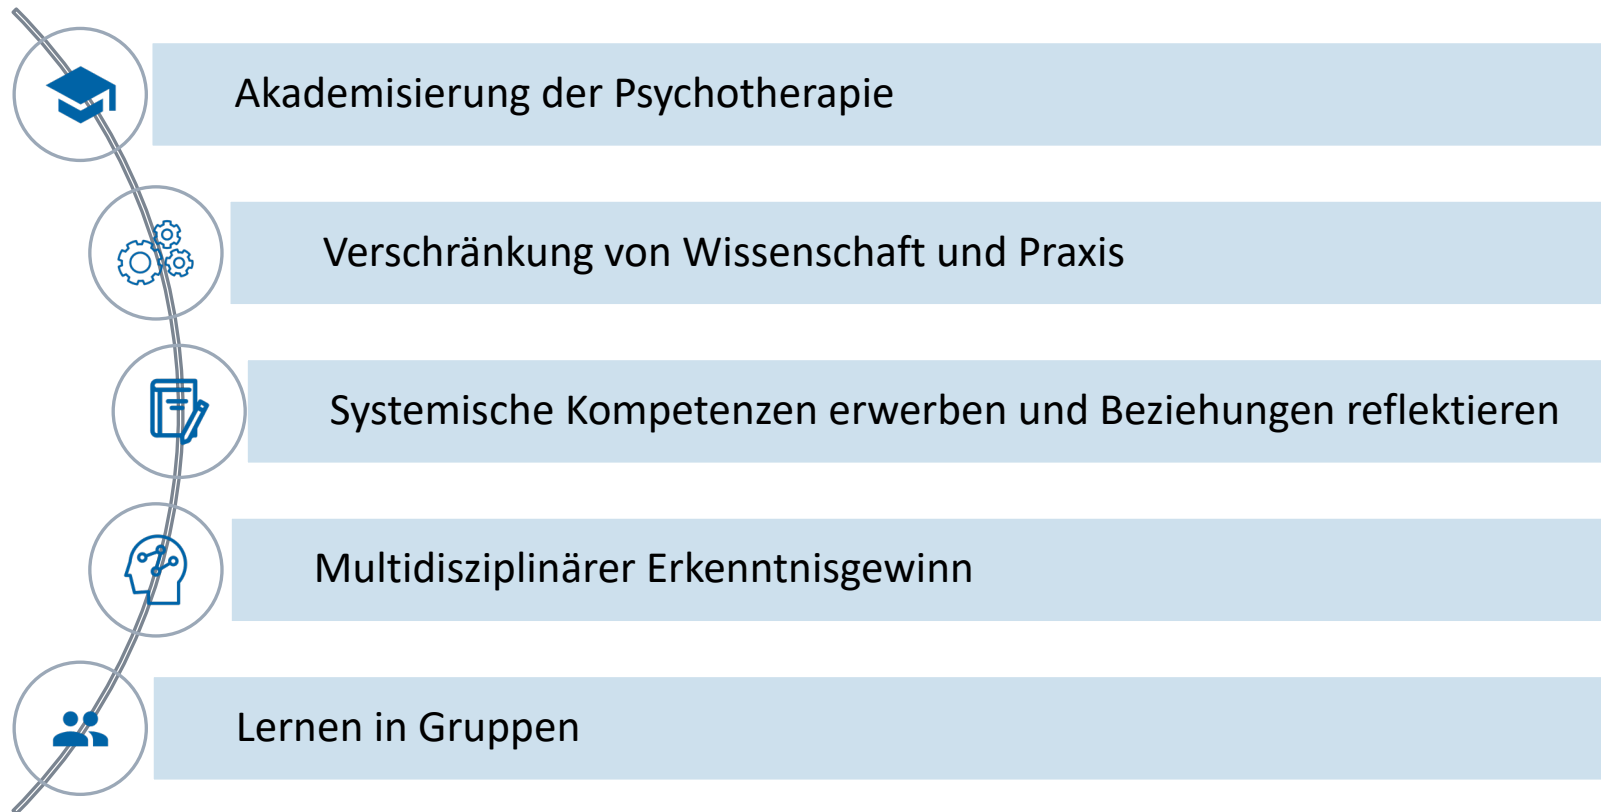 Akademisierung der Psychotherapie
Verschränkung von Wissenschaft und Praxis
Systemische Kompetenzen erwerben und Beziehungen reflektieren
Multidisziplinärer Erkenntnisgewinn
Lernen in Gruppen